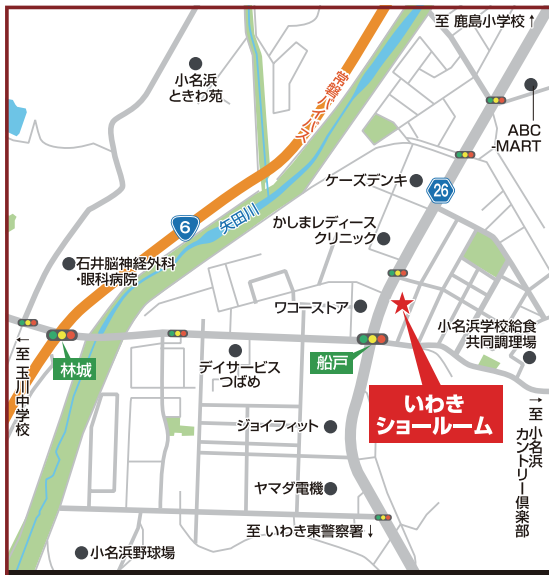 至 鹿島小学校↑
小名浜
ときわ苑
常磐バイパス
ABC
-MART
ケーズデンキ
26
6
矢田川
かしまレディース
クリニック
石井脳神経外科
・眼科病院
ワコーストア
小名浜学校給食
共同調理場
林城
デイサービス
つばめ
船戸
←至 玉川中学校
いわき
ショールーム
→至 小名浜
カントリー倶楽部
ジョイフィット
ヤマダ電機
至 いわき東警察署↓
小名浜野球場